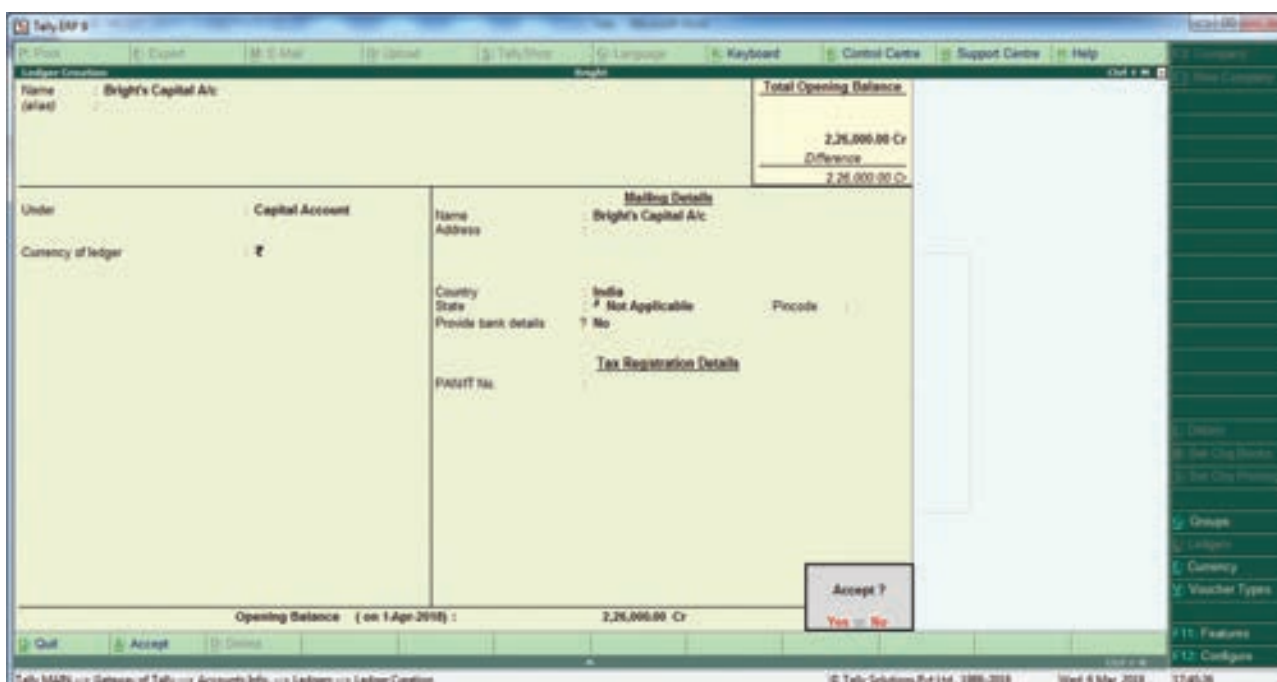 Tally.ERP 9
P: Print E: Export M: E-Mail O: Upload S: TallyShop G: Language K: Keyboard K: Control Centre H: Support Centre H: Help
Ledger Creation Bright Ctrl + M
Name : Bright's Capital A/c Total Opening Balance
(alias) :
2,26,000.00 Cr
Difference
2,26,000.00 Cr
Mailing Details
Under : Capital Account
Name : Bright's Capital A/c
Address :
Currency of ledger : ₹
Country : India
State : Not Applicable Pincode :
Provide bank details ? No
Tax Registration Details
PAN/IT No. :
Accept ?
Opening Balance ( on 1-Apr-2018) : 2,26,000.00 Cr
Yes or No
Q: Quit A: Accept D: Delete
G: Groups
L: Ledgers
C: Currency
V: Voucher Types
F11: Features
F12: Configure
Tally MAIN --> Gateway of Tally --> Accounts Info. --> Ledgers --> Ledger Creation © Tally Solutions Pvt Ltd., 1988-2018 17:40:36